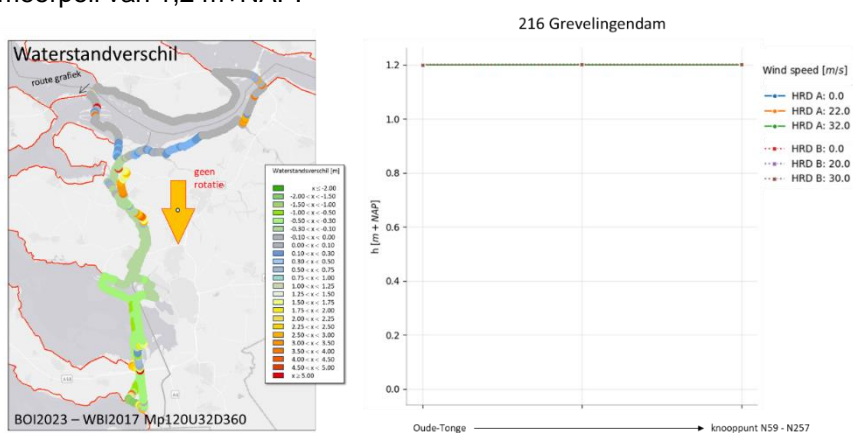 meerpeil van 1,2 m+NAP.
Waterstandverschil
route grafiek
geen
rotatie
Waterstandsverschil [m]
x ≤ -2.00
-2.00 < x ≤ -1.50
-1.50 < x ≤ -1.00
-1.00 < x ≤ -0.50
-0.50 < x ≤ -0.30
-0.30 < x ≤ -0.10
-0.10 < x ≤ 0.00
0.00 < x ≤ 0.10
0.10 < x ≤ 0.30
0.30 < x ≤ 0.50
0.50 < x ≤ 0.75
0.75 < x ≤ 1.00
1.00 < x ≤ 1.25
1.25 < x ≤ 1.50
1.50 < x ≤ 1.75
1.75 < x ≤ 2.00
2.00 < x ≤ 2.25
2.25 < x ≤ 2.50
2.50 < x ≤ 3.00
3.00 < x ≤ 3.50
3.50 < x ≤ 4.00
4.00 < x ≤ 4.50
4.50 < x ≤ 5.00
x ≥ 5.00
BOI2023 – WBI2017 Mp120U32D360
216 Grevelingendam
1.2
1.0
0.8
0.6
0.4
0.2
0.0
h [m + NAP]
Oude-Tonge
knooppunt N59 - N257
Wind speed [m/s]
HRD A: 0.0
HRD A: 22.0
HRD A: 32.0
HRD B: 0.0
HRD B: 20.0
HRD B: 30.0